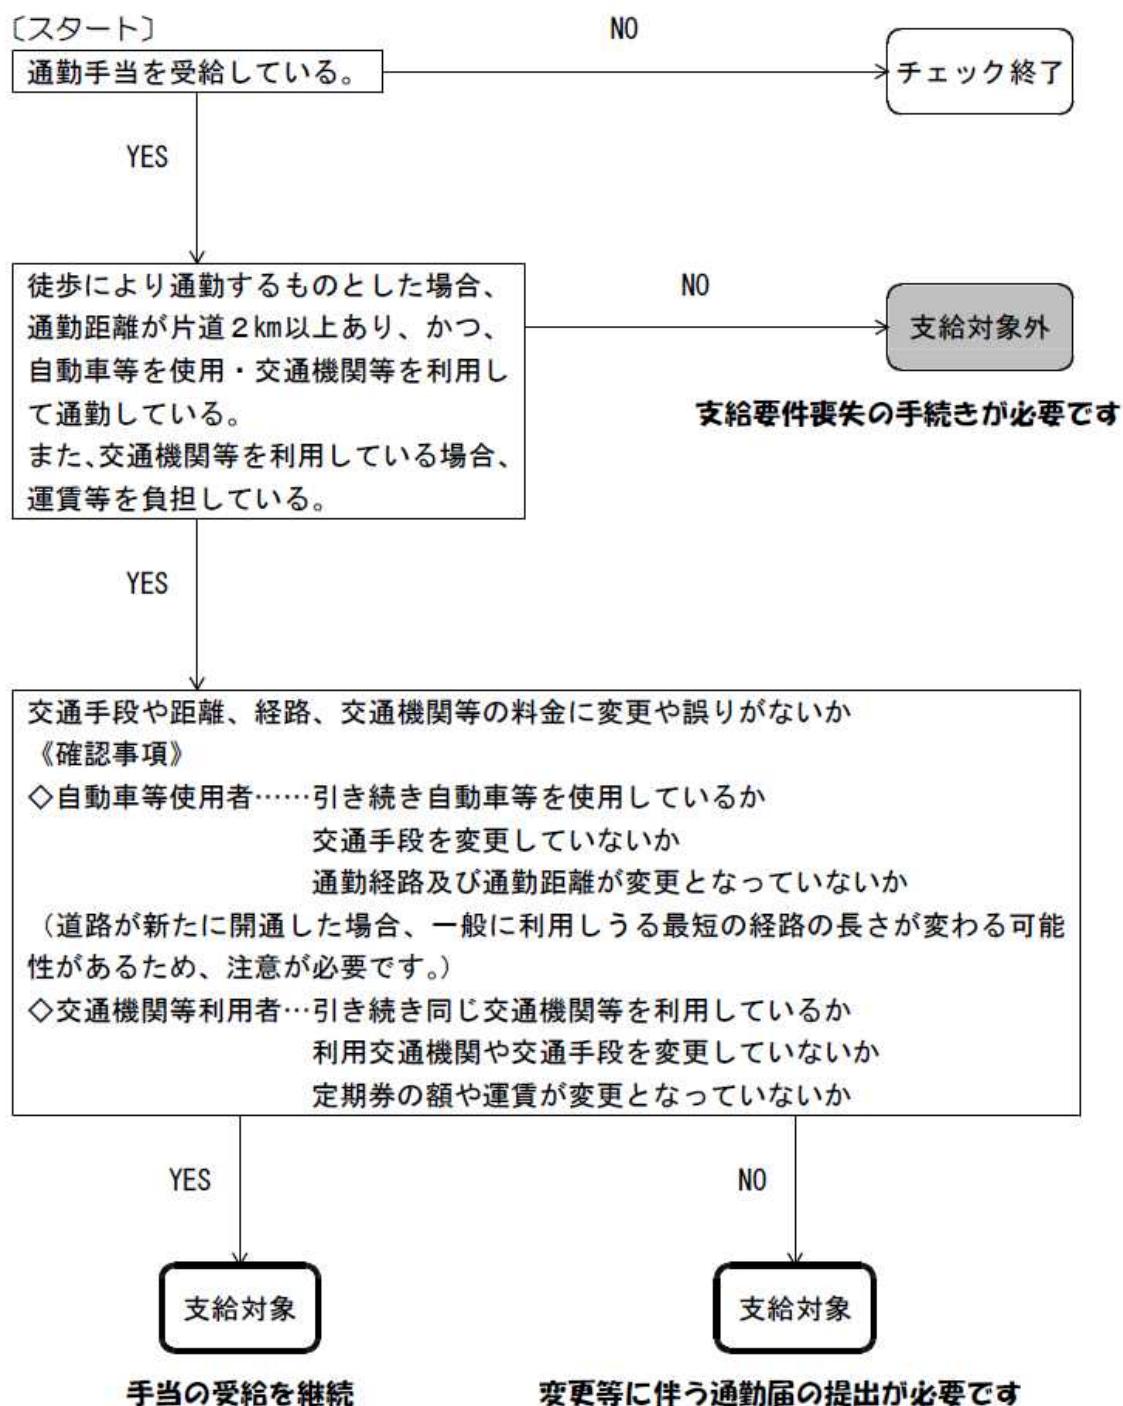 〔スタート〕
NO
通勤手当を受給している。
チェック終了
YES
徒歩により通勤するものとした場合、
通勤距離が片道２㎞以上あり、かつ、
自動車等を使用・交通機関等を利用し
て通勤している。
また、交通機関等を利用している場合、
運賃等を負担している。
NO
支給対象外
支給要件喪失の手続きが必要です
YES
交通手段や距離、経路、交通機関等の料金に変更や誤りがないか
《確認事項》
◇自動車等使用者……引き続き自動車等を使用しているか
交通手段を変更していないか
通勤経路及び通勤距離が変更となっていないか
（道路が新たに開通した場合、一般に利用しうる最短の経路の長さが変わる可能
性があるため、注意が必要です。）
◇交通機関等利用者…引き続き同じ交通機関等を利用しているか
利用交通機関や交通手段を変更していないか
定期券の額や運賃が変更となっていないか
YES
NO
支給対象
支給対象
手当の受給を継続
変更等に伴う通勤届の提出が必要です